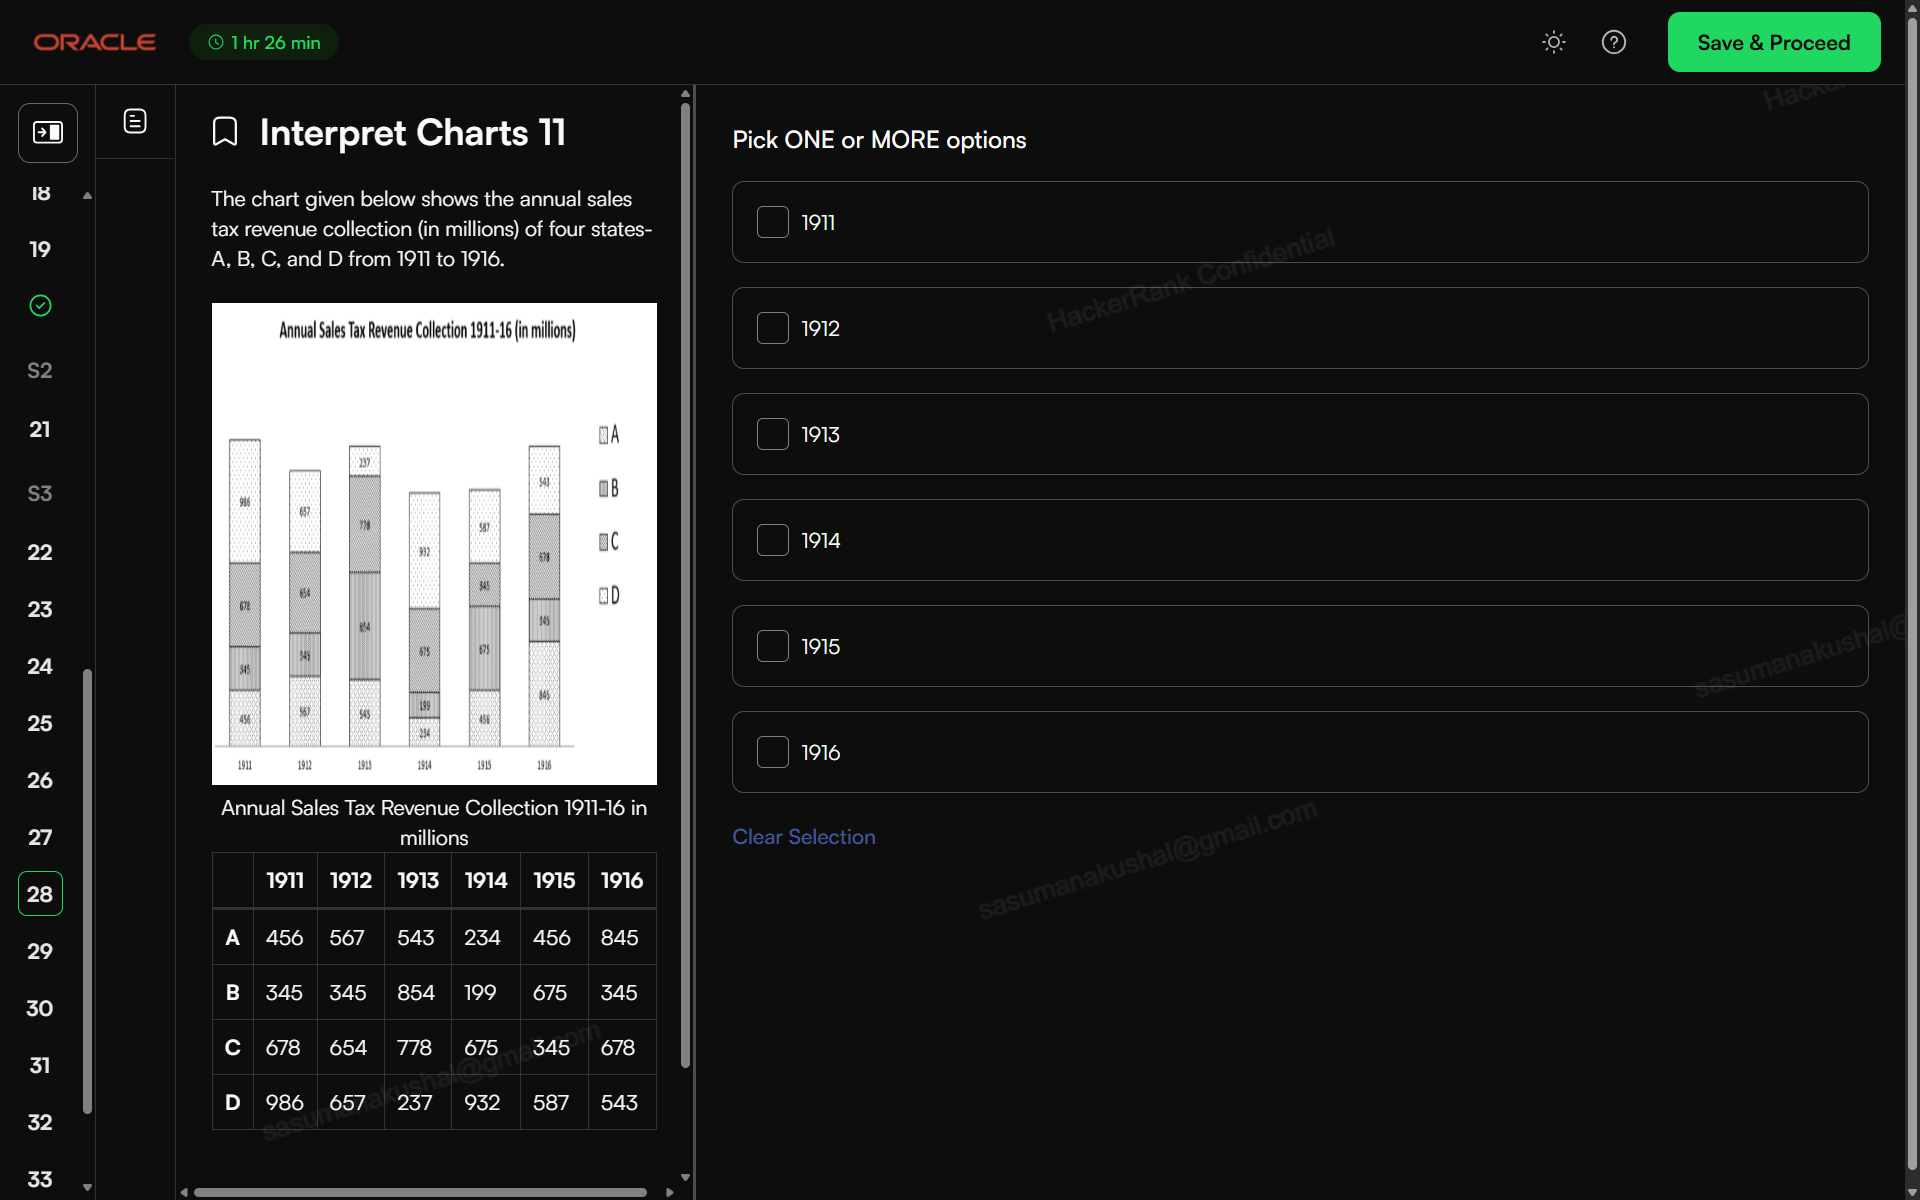 ORACLE
1 hr 26 min
Save & Proceed
18
19
S2
21
S3
22
23
24
25
26
27
28
29
30
31
32
33
Interpret Charts 11
The chart given below shows the annual sales
tax revenue collection (in millions) of four states-
A, B, C, and D from 1911 to 1916.
Annual Sales Tax Revenue Collection 1911-16 (in millions)
986 678 345 456
657 654 345 567
237 778 854 543
932 675 199 234
587 345 675 456
543 678 345 845
1911 1912 1913 1914 1915 1916
A
B
C
D
Annual Sales Tax Revenue Collection 1911-16 in
millions
1911 1912 1913 1914 1915 1916
A 456 567 543 234 456 845
B 345 345 854 199 675 345
C 678 654 778 675 345 678
D 986 657 237 932 587 543
Pick ONE or MORE options
1911
1912
1913
1914
1915
1916
Clear Selection
HackerRank Confidential
sasumanakushal@gmail.com
sasumanakushal@gmail.com
sasumanakushal@